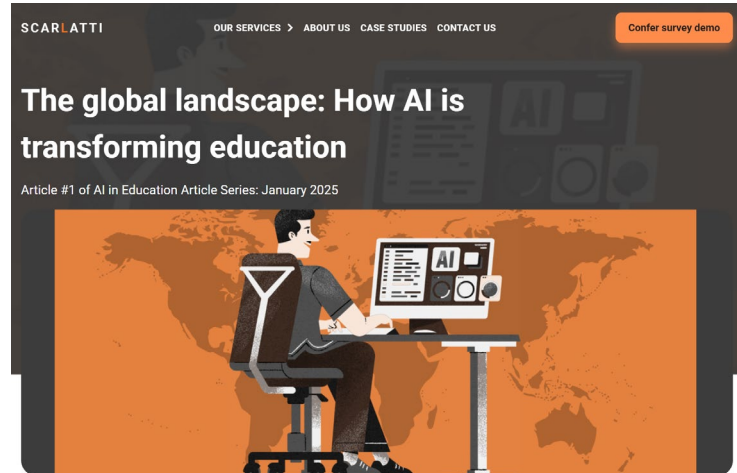 SCARLATTI
OUR SERVICES > ABOUT US CASE STUDIES CONTACT US
Confer survey demo
The global landscape: How AI is
transforming education
Article #1 of AI in Education Article Series: January 2025
AI
AI